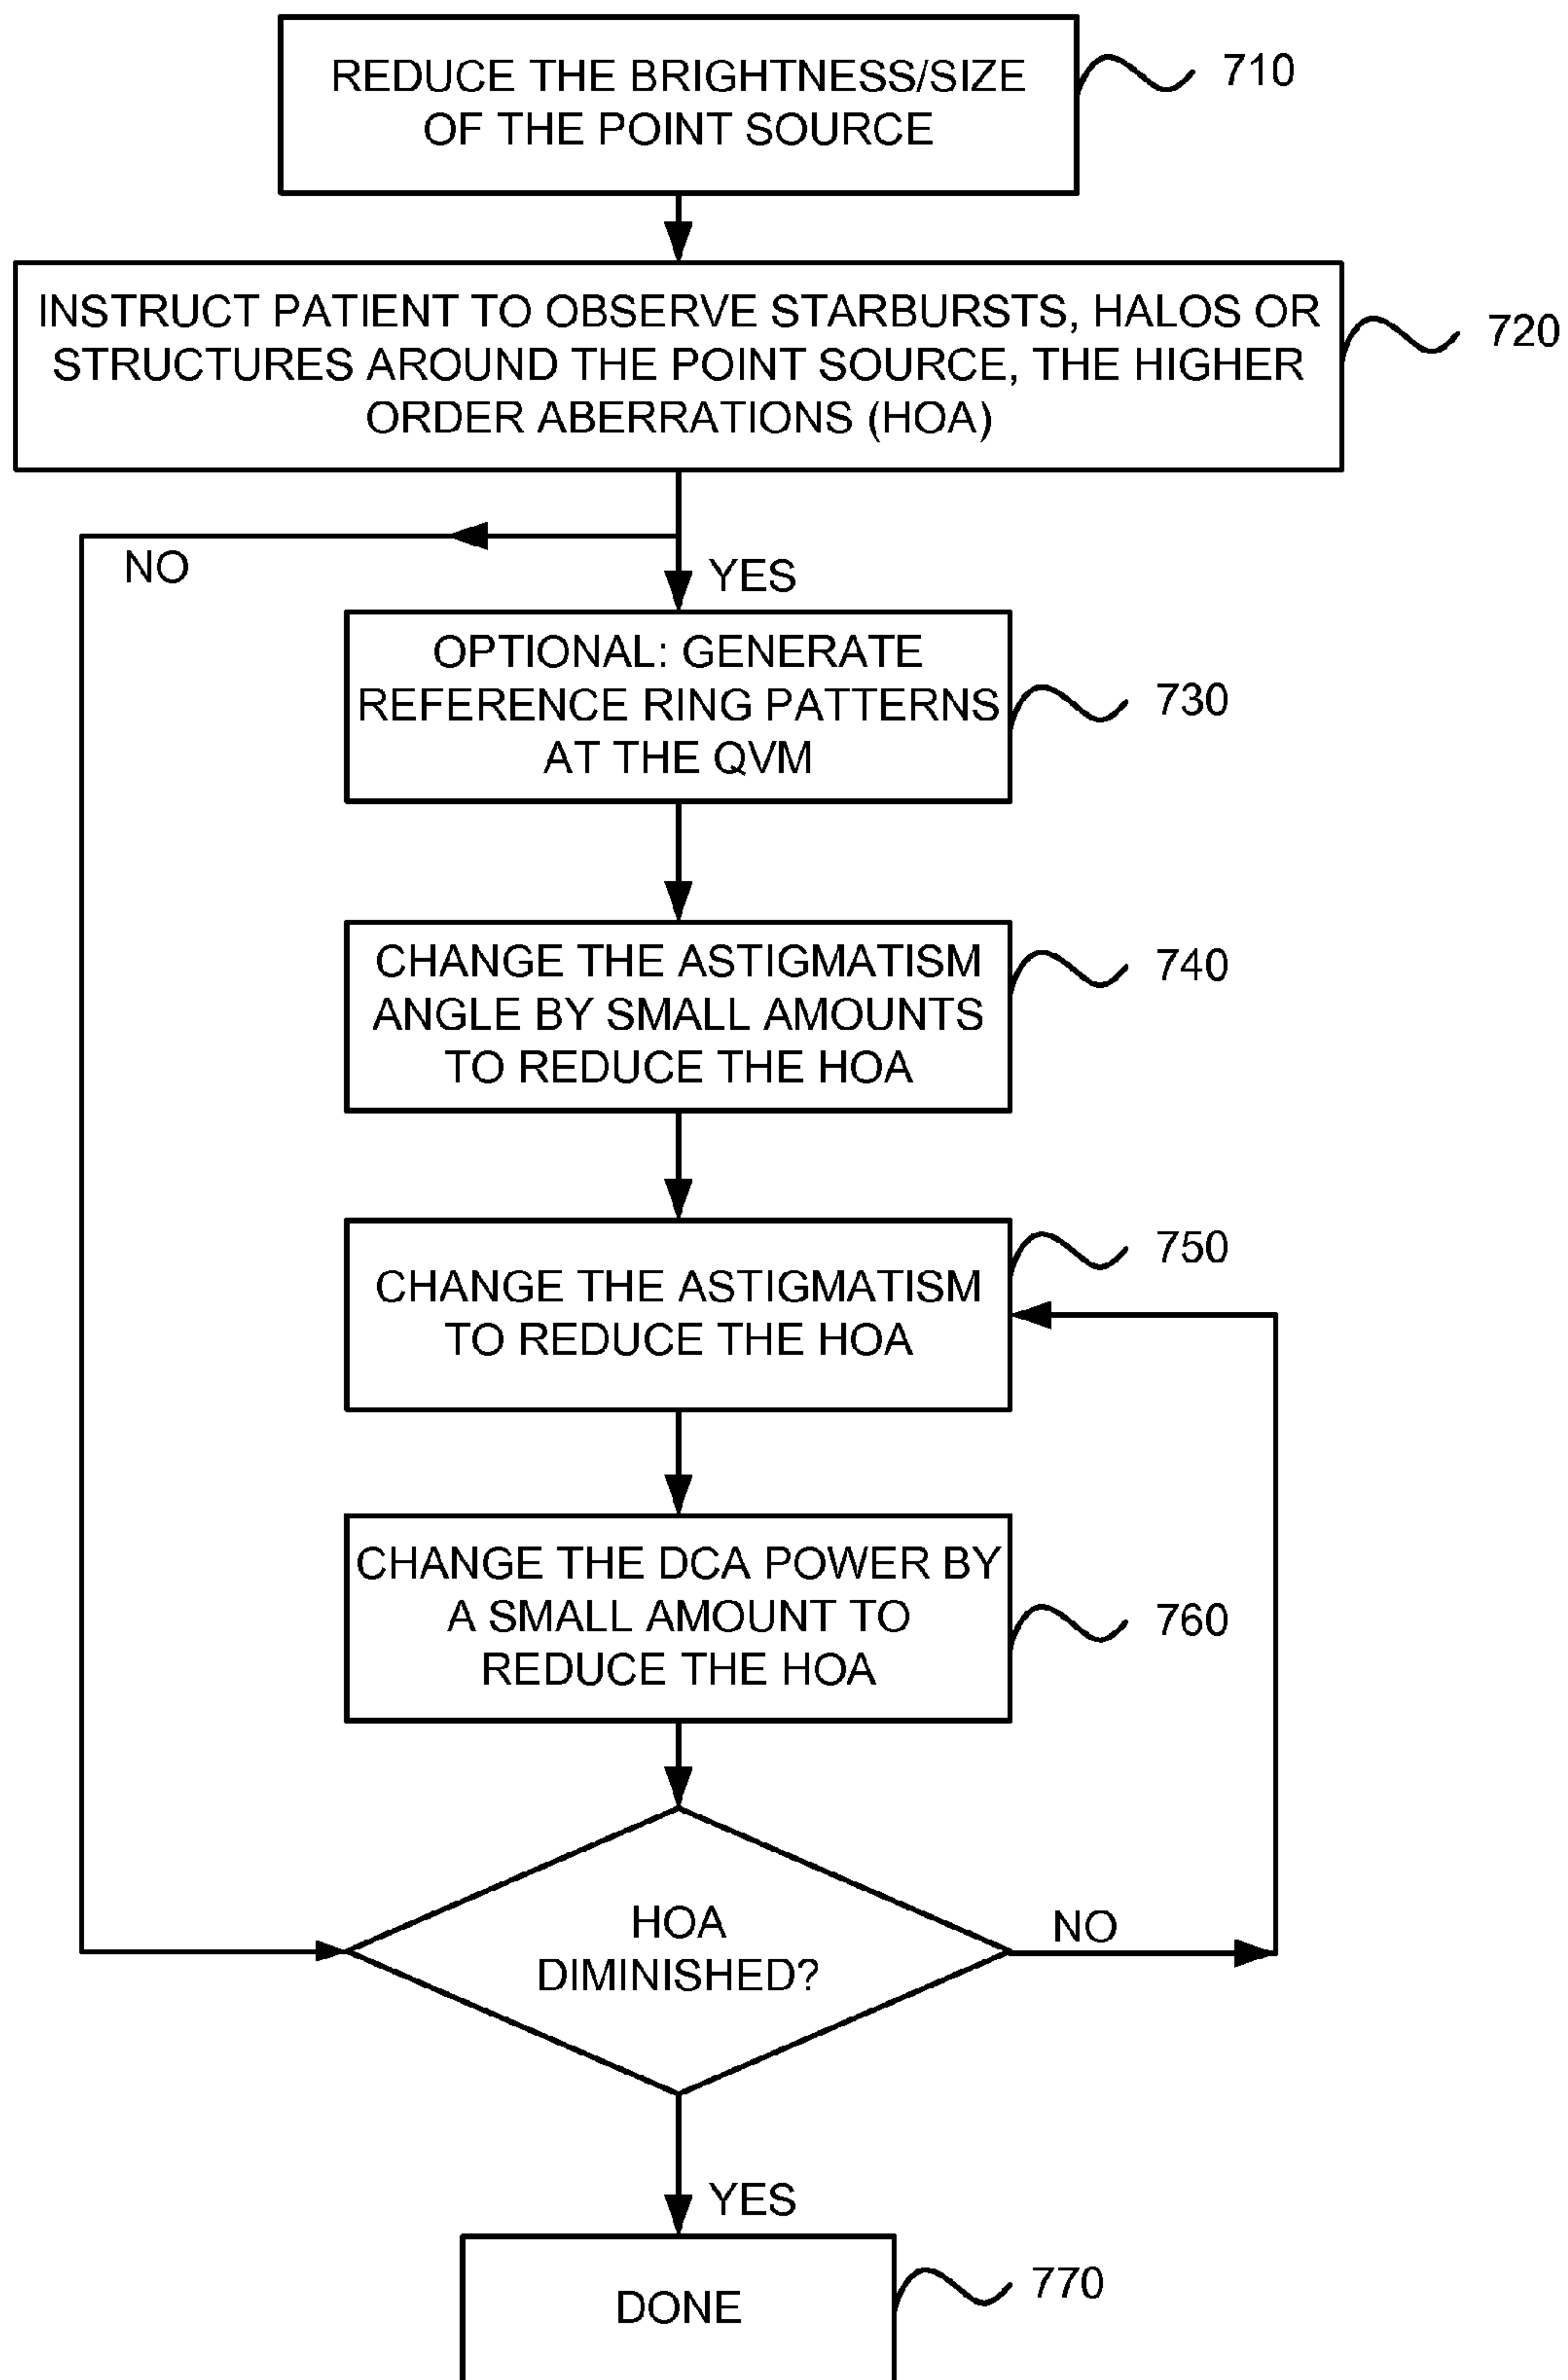 REDUCE THE BRIGHTNESS/SIZE
OF THE POINT SOURCE
710
INSTRUCT PATIENT TO OBSERVE STARBURSTS, HALOS OR
STRUCTURES AROUND THE POINT SOURCE, THE HIGHER
ORDER ABERRATIONS (HOA)
720
NO
YES
OPTIONAL: GENERATE
REFERENCE RING PATTERNS
AT THE QVM
730
CHANGE THE ASTIGMATISM
ANGLE BY SMALL AMOUNTS
TO REDUCE THE HOA
740
CHANGE THE ASTIGMATISM
TO REDUCE THE HOA
750
CHANGE THE DCA POWER BY
A SMALL AMOUNT TO
REDUCE THE HOA
760
HOA
DIMINISHED?
NO
YES
DONE
770